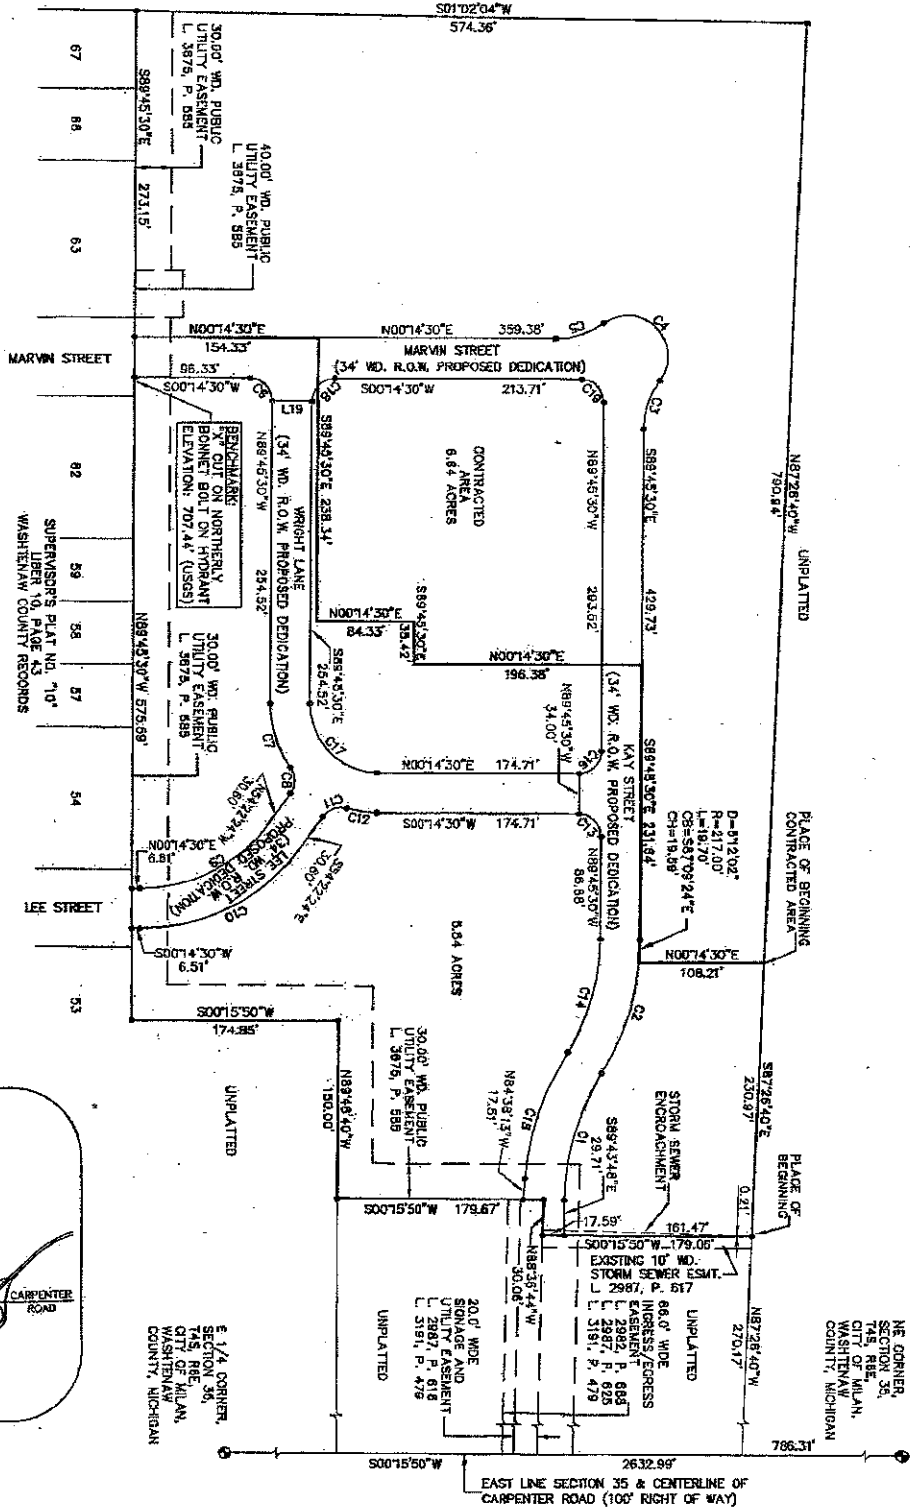 S01°02'04"W
574.36'
UNPLATTED
N87°26'40"W
790.94'
67
66
63
S89°45'30"E
273.15'
30.00' WD. PUBLIC
UTILITY EASEMENT
L. 3675, P. 585
40.00' WD. PUBLIC
UTILITY EASEMENT
L. 3675, P. 585
MARVIN STREET
N00°14'30"E
154.33'
N00°14'30"E
359.38'
MARVIN STREET
(34' WD. R.O.W. PROPOSED DEDICATION)
96.33'
S00°14'30"W
S00°14'30"W
213.71'
C4
C3
C6
C18
C19
L19
BENCHMARK:
"X" CUT ON NORTHERLY
BONNET BOLT ON HYDRANT
ELEVATION: 707.44' (USGS)
N89°45'30"W
254.52'
WRIGHT LANE
(34' WD. R.O.W. PROPOSED DEDICATION)
S89°45'30"E
238.34'
S89°45'30"E
254.52'
CONTRACTED
AREA
N89°45'30"W
293.52'
S89°45'30"E
429.73'
N00°14'30"E
84.33'
S89°45'30"E
38.42'
N00°14'30"E
196.38'
62
59
58
57
54
SUPERVISOR'S PLAT NO. "10"
LIBER 10, PAGE 43
WASHTENAW COUNTY RECORDS
N89°45'30"W 575.69'
30.00' WD. PUBLIC
UTILITY EASEMENT
L. 3675, P. 585
KAY STREET
(34' WD. R.O.W. PROPOSED DEDICATION)
S89°45'30"E 231.64'
N89°45'30"W
34.00'
C16
C17
C7
C8
N00°14'30"E
174.71'
C11
C12
S00°14'30"W
174.71'
C13
N54°22'24"W
30.60'
S54°22'24"E
30.60'
N00°14'30"E
6.81'
C9
C10
LEE STREET
(34' WD. R.O.W.
PROPOSED DEDICATION)
LEE STREET
S00°14'30"W
6.51'
N89°45'30"W
86.88'
D=5°12'02"
R=217.00'
L=19.70'
CB=S87°09'24"E
CH=19.69'
PLACE OF BEGINNING
CONTRACTED AREA
N00°14'30"E
108.21'
53
C14
C2
S00°15'50"W
174.85'
UNPLATTED
N89°46'40"W
150.00'
30.00' WD. PUBLIC
UTILITY EASEMENT
L. 3675, P. 585
C15
C1
N84°38'13"W
17.51'
S89°43'48"E
29.71'
STORM SEWER
ENCROACHMENT
S87°26'40"E
230.97'
0.21'
PLACE OF
BEGINNING
S00°15'50"W 179.67'
17.59'
161.47'
S00°15'50"W 179.05'
EXISTING 10' WD.
STORM SEWER ESMT.
L. 2987, P. 617
N88°35'44"W
30.06'
66.0' WIDE
INGRESS/EGRESS
EASEMENT
L. 2987, P. 625
L. 3191, P. 479
20.0' WIDE
SIGNAGE AND
UTILITY EASEMENT
L. 2987, P. 616
L. 3191, P. 479
UNPLATTED
UNPLATTED
N87°26'40"W
270.17'
NE CORNER,
SECTION 35,
T4S, R6E,
CITY OF MILAN,
WASHTENAW
COUNTY, MICHIGAN
E 1/4 CORNER,
SECTION 35,
T4S, R6E,
CITY OF MILAN,
WASHTENAW
COUNTY, MICHIGAN
786.31'
S00°15'50"W
2632.99'
EAST LINE SECTION 35 & CENTERLINE OF
CARPENTER ROAD (100' RIGHT OF WAY)
CARPENTER
ROAD